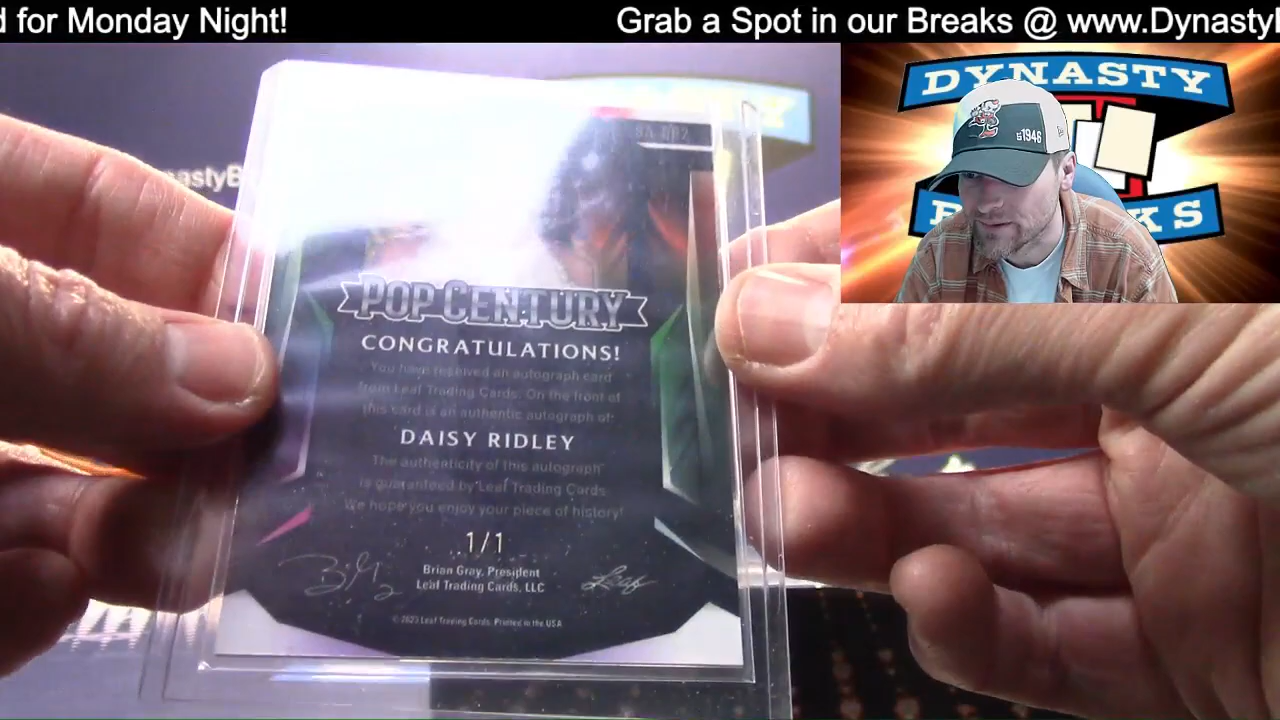 d for Monday Night!
Grab a Spot in our Breaks @ www.Dynasty
DYNASTY
1946
POP CENTURY
CONGRATULATIONS!
You have received an autograph card
from Leaf Trading Cards. On the front of
this card is an authentic autograph of:
DAISY RIDLEY
The authenticity of this autograph
is guaranteed by Leaf Trading Cards.
We hope you enjoy your piece of history!
1/1
Brian Gray, President
Leaf Trading Cards, LLC
Leaf
© 2023 Leaf Trading Cards. Printed in the USA